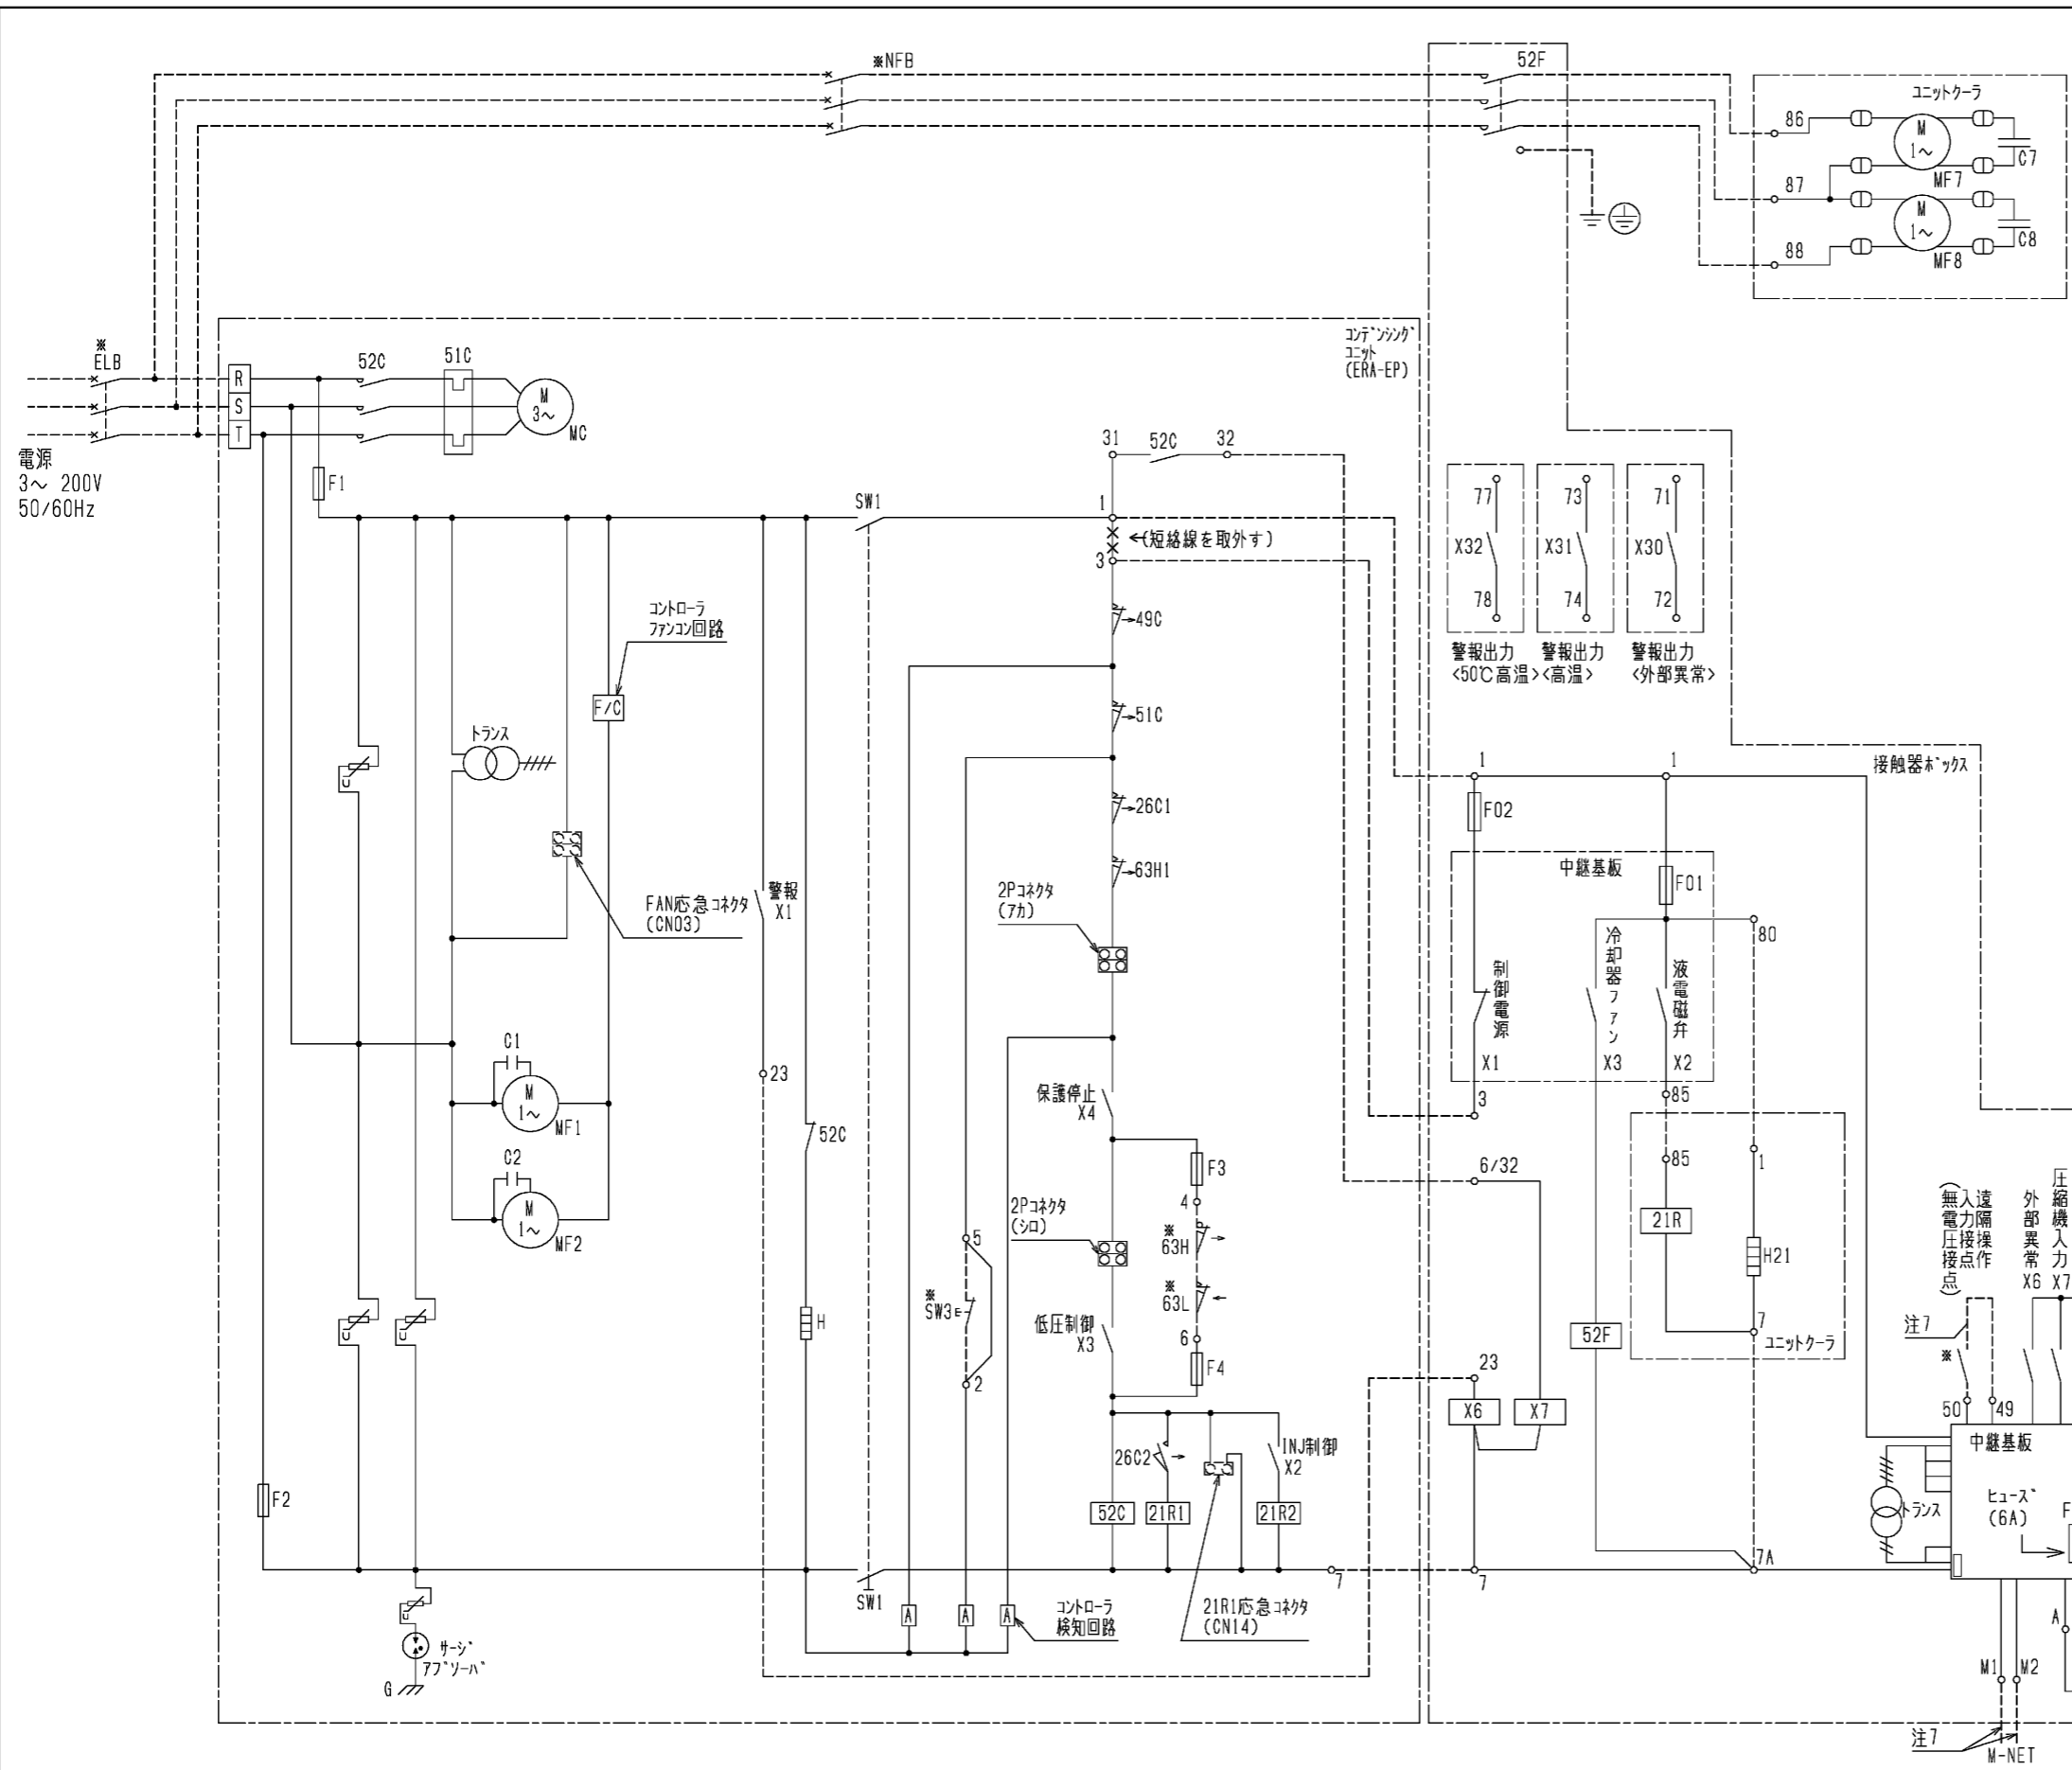 ※NFB
52F
ユニットクーラ
86
M
1～
C7
MF7
87
M
1～
C8
MF8
88
コンデンシング
ユニット
(ERA-EP)
※
ELB
52C
51C
R
S
T
M
3～
MC
電源
3～ 200V
50/60Hz
F1
SW1
31
52C
32
1
←(短絡線を取外す)
3
77
X32
78
73
X31
74
71
X30
72
警報出力
<50℃高温>
警報出力
<高温>
警報出力
<外部異常>
→49C
コントローラ
ファンコン回路
F/C
→51C
トランス
→26C1
→63H1
接触器ボックス
1
1
F02
中継基板
F01
80
2Pコネクタ
(アカ)
FAN応急コネクタ
(CN03)
警報
X1
制御電源
X1
冷却器ファン
X3
液電磁弁
X2
23
3
85
C1
M
1～
MF1
保護停止
X4
52C
C2
M
1～
MF2
F3
4
※
63H
→
※
63L
←
6
F4
2Pコネクタ
(シロ)
低圧制御
X3
5
※
SW3
E
2
H
6/32
85
1
21R
H21
7
ユニットクーラ
52F
遠隔操作
入力接点
(無電圧接点)
外部異常
X6
圧縮機入力
X7
注7
※
50
49
23
X6
X7
中継基板
26C2
→
INJ制御
X2
52C
21R1
21R2
F2
トランス
ヒューズ
(6A)
F
7
7
7A
SW1
A
A
A
コントローラ
検知回路
21R1応急コネクタ
(CN14)
サージ
アブソーバ
G
A
M1
M2
注7
M-NET